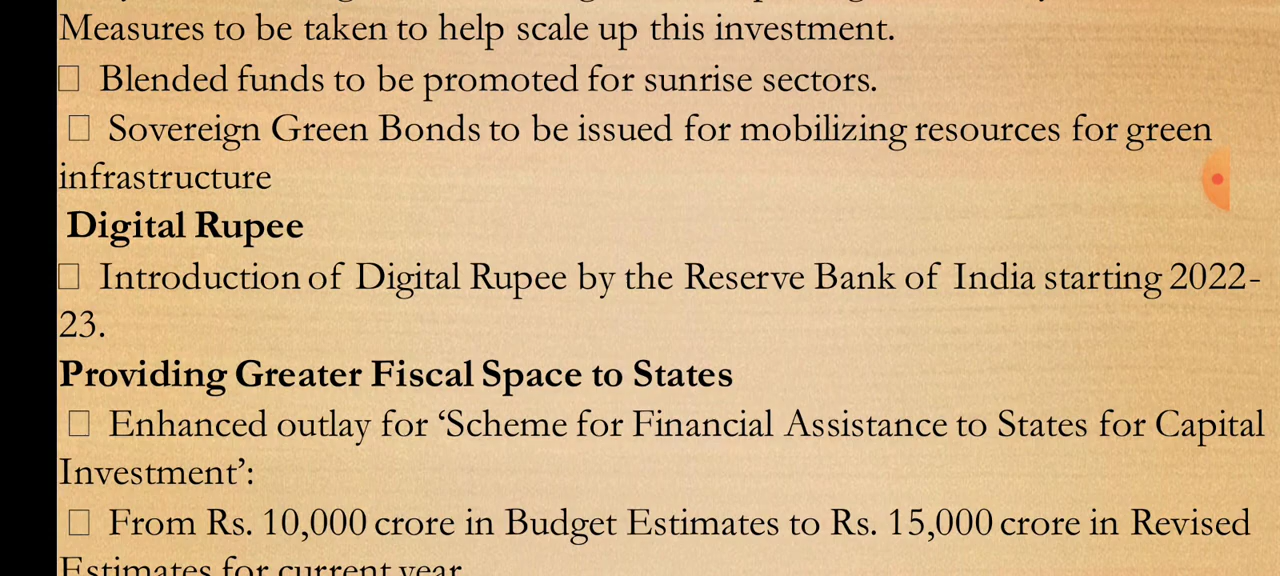 Measures to be taken to help scale up this investment.
□ Blended funds to be promoted for sunrise sectors.
□ Sovereign Green Bonds to be issued for mobilizing resources for green
infrastructure
Digital Rupee
□ Introduction of Digital Rupee by the Reserve Bank of India starting 2022-
23.
Providing Greater Fiscal Space to States
□ Enhanced outlay for ‘Scheme for Financial Assistance to States for Capital
Investment’:
□ From Rs. 10,000 crore in Budget Estimates to Rs. 15,000 crore in Revised
Estimates for current year